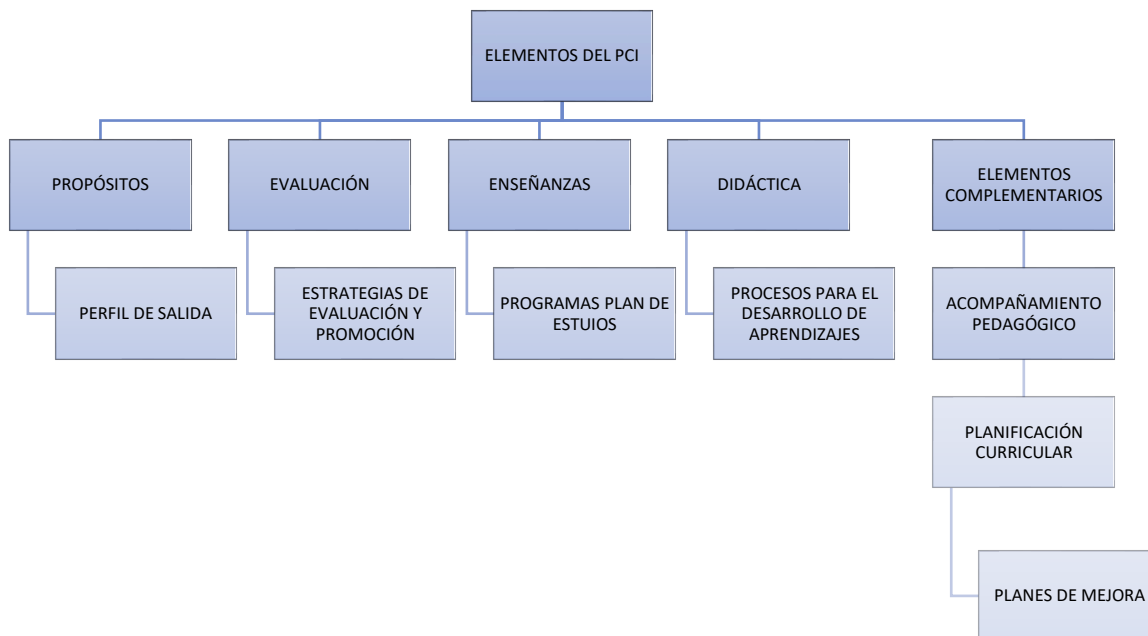 ELEMENTOS DEL PCI
PROPÓSITOS
EVALUACIÓN
ENSEÑANZAS
DIDÁCTICA
ELEMENTOS
COMPLEMENTARIOS
PERFIL DE SALIDA
ESTRATEGIAS DE
EVALUACIÓN Y
PROMOCIÓN
PROGRAMAS PLAN DE
ESTUIOS
PROCESOS PARA EL
DESARROLLO DE
APRENDIZAJES
ACOMPAÑAMIENTO
PEDAGÓGICO
PLANIFICACIÓN
CURRICULAR
PLANES DE MEJORA